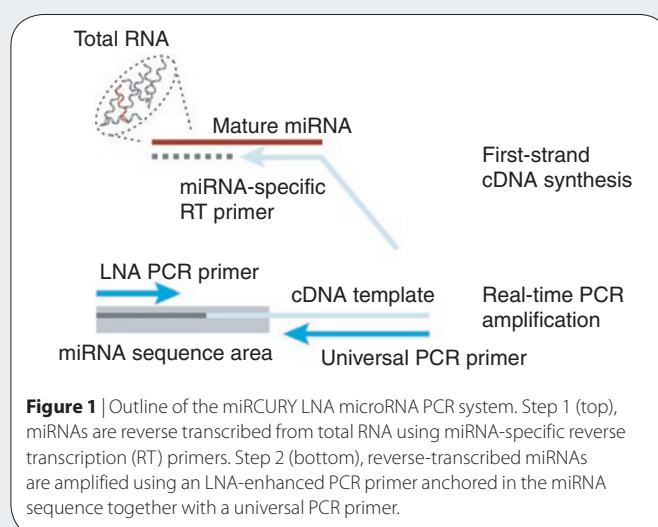 Total RNA
Mature miRNA
First-strand
cDNA synthesis
miRNA-specific
RT primer
LNA PCR primer
cDNA template
Real-time PCR
amplification
miRNA sequence area
Universal PCR primer
Figure 1 | Outline of the miRCURY LNA microRNA PCR system. Step 1 (top),
miRNAs are reverse transcribed from total RNA using miRNA-specific reverse
transcription (RT) primers. Step 2 (bottom), reverse-transcribed miRNAs
are amplified using an LNA-enhanced PCR primer anchored in the miRNA
sequence together with a universal PCR primer.